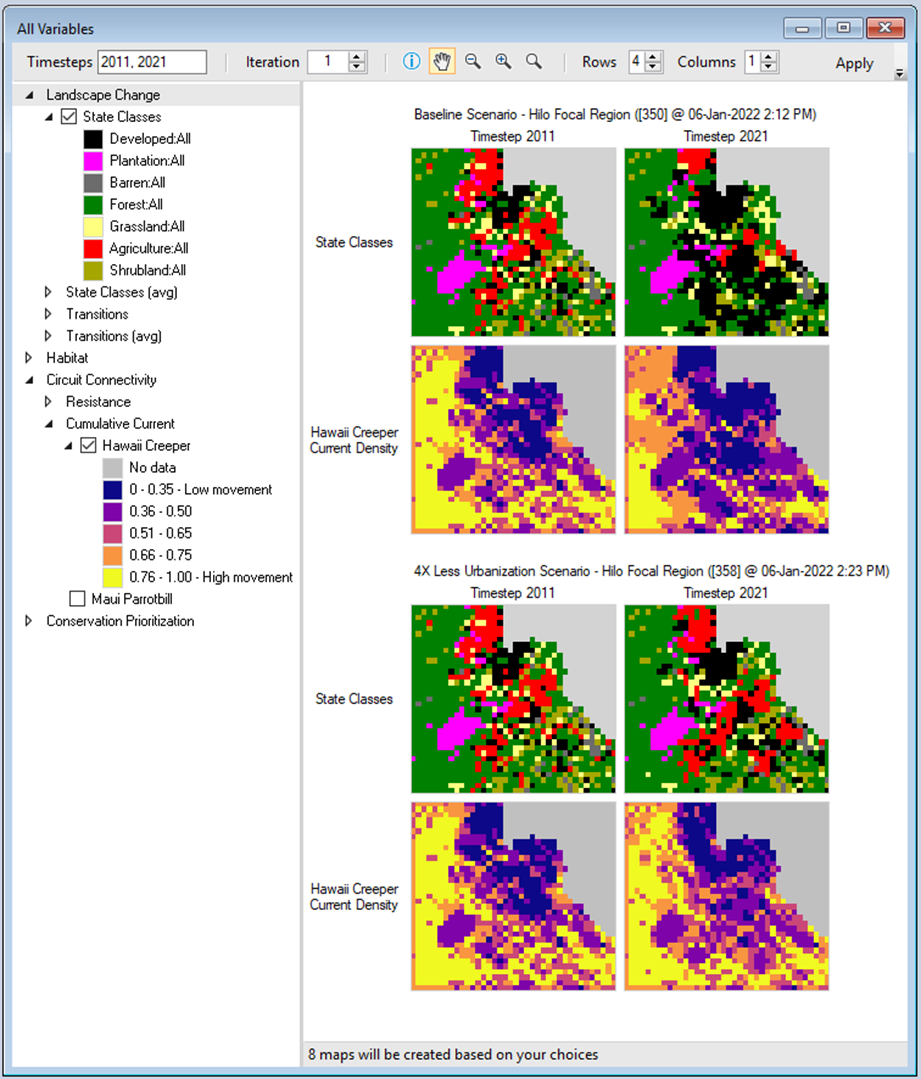 All Variables
Timesteps 2011, 2021 Iteration 1 Rows 4 Columns 1 Apply
Landscape Change
State Classes
Developed:All
Plantation:All
Barren:All
Forest:All
Grassland:All
Agriculture:All
Shrubland:All
State Classes (avg)
Transitions
Transitions (avg)
Habitat
Circuit Connectivity
Resistance
Cumulative Current
Hawaii Creeper
No data
0 - 0.35 - Low movement
0.36 - 0.50
0.51 - 0.65
0.66 - 0.75
0.76 - 1.00 - High movement
Maui Parrotbill
Conservation Prioritization
Baseline Scenario - Hilo Focal Region ([350] @ 06-Jan-2022 2:12 PM)
Timestep 2011 Timestep 2021
State Classes
Hawaii Creeper
Current Density
4X Less Urbanization Scenario - Hilo Focal Region ([358] @ 06-Jan-2022 2:23 PM)
Timestep 2011 Timestep 2021
State Classes
Hawaii Creeper
Current Density
8 maps will be created based on your choices